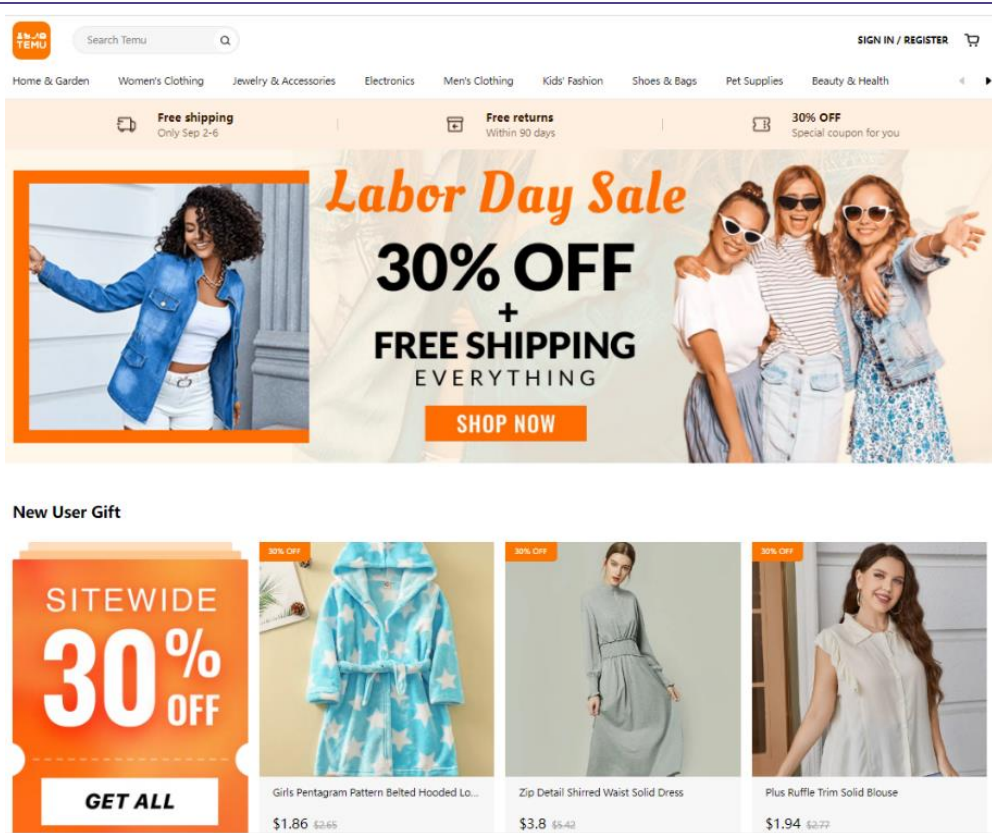 TEMU
Search Temu
SIGN IN / REGISTER
Home & Garden Women's Clothing Jewelry & Accessories Electronics Men's Clothing Kids' Fashion Shoes & Bags Pet Supplies Beauty & Health
Free shipping
Only Sep 2-6
Free returns
Within 90 days
30% OFF
Special coupon for you
Labor Day Sale
30% OFF
+
FREE SHIPPING
EVERYTHING
SHOP NOW
New User Gift
SITEWIDE
30%
OFF
GET ALL
30% OFF
Girls Pentagram Pattern Belted Hooded Lo...
$1.86 $2.65
30% OFF
Zip Detail Shirred Waist Solid Dress
$3.8 $5.42
30% OFF
Plus Ruffle Trim Solid Blouse
$1.94 $2.77